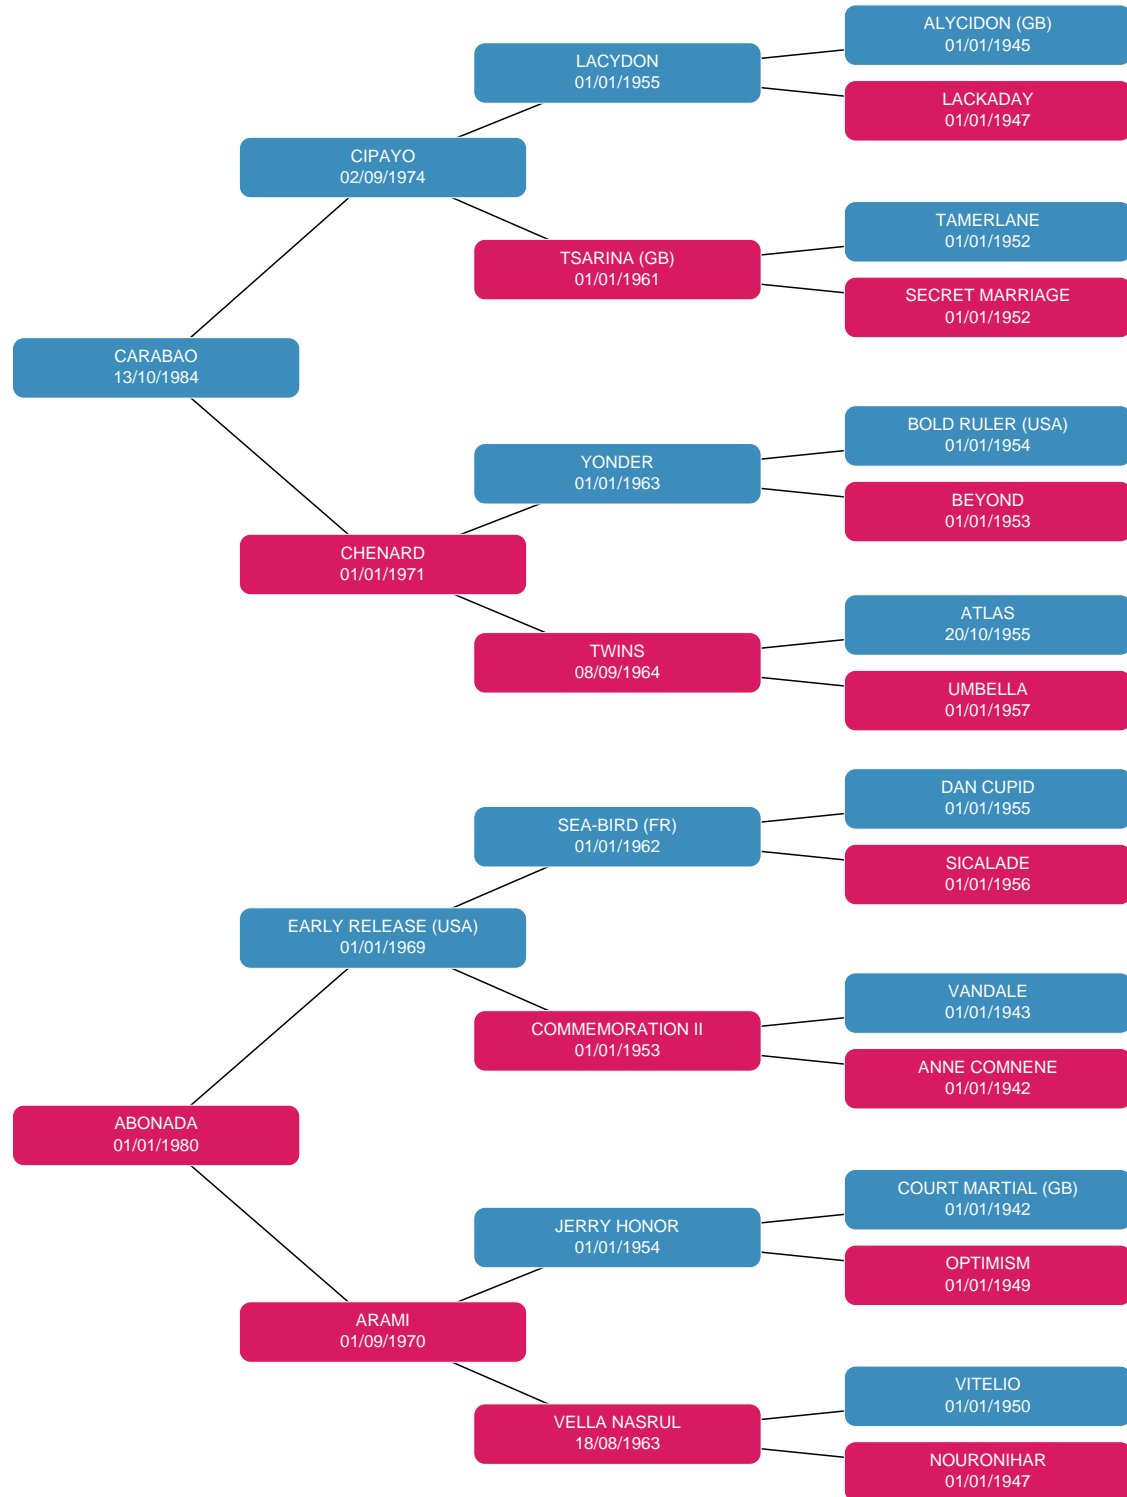 ALYCIDON (GB)
01/01/1945
LACYDON
01/01/1955
LACKADAY
01/01/1947
CIPAYO
02/09/1974
TAMERLANE
01/01/1952
TSARINA (GB)
01/01/1961
SECRET MARRIAGE
01/01/1952
CARABAO
13/10/1984
BOLD RULER (USA)
01/01/1954
YONDER
01/01/1963
BEYOND
01/01/1953
CHENARD
01/01/1971
ATLAS
20/10/1955
TWINS
08/09/1964
UMBELLA
01/01/1957
DAN CUPID
01/01/1955
SEA-BIRD (FR)
01/01/1962
SICALADE
01/01/1956
EARLY RELEASE (USA)
01/01/1969
VANDALE
01/01/1943
COMMEMORATION II
01/01/1953
ANNE COMNENE
01/01/1942
ABONADA
01/01/1980
COURT MARTIAL (GB)
01/01/1942
JERRY HONOR
01/01/1954
OPTIMISM
01/01/1949
ARAMI
01/09/1970
VITELIO
01/01/1950
VELLA NASRUL
18/08/1963
NOURONIHAR
01/01/1947